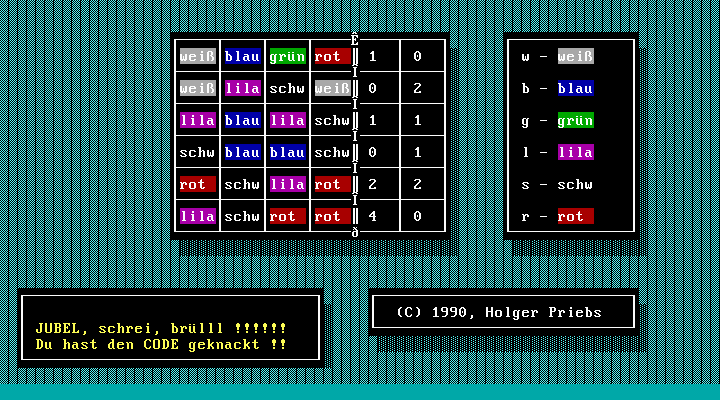 Ê
weiß blau grün rot ‖ 1 0 w - weiß
Ï
weiß lila schw weiß ‖ 0 2 b - blau
Ï
lila blau lila schw ‖ 1 1 g - grün
Ï
schw blau blau schw ‖ 0 1 l - lila
Ï
rot schw lila rot ‖ 2 2 s - schw
Ï
lila schw rot rot ‖ 4 0 r - rot
ð
(C) 1990, Holger Priebs
JUBEL, schrei, brülll !!!!!!
Du hast den CODE geknackt !!